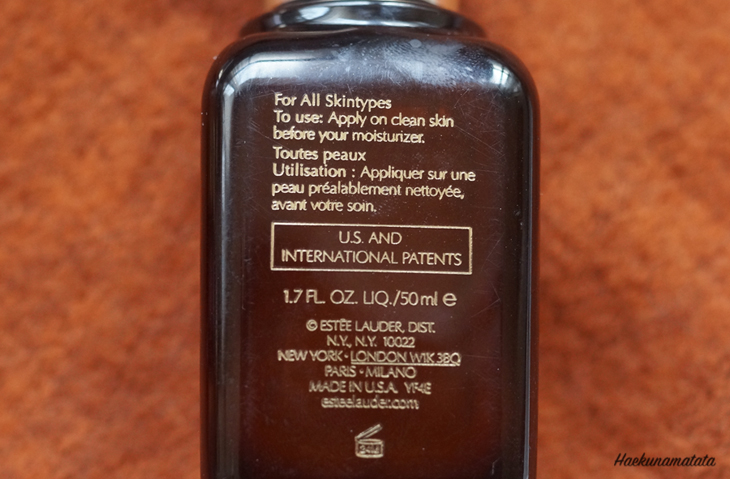 For All Skintypes
To use: Apply on clean skin
before your moisturizer.
Toutes peaux
Utilisation : Appliquer sur une
peau préalablement nettoyée,
avant votre soin.
U.S. AND
INTERNATIONAL PATENTS
1.7 FL. OZ. LIQ./50 ml ℮
© ESTĒE LAUDER, DIST.
N.Y., N.Y. 10022
NEW YORK • LONDON W1K 3BQ
PARIS • MILANO
MADE IN U.S.A. YF4E
esteelauder.com
Haekunamatata